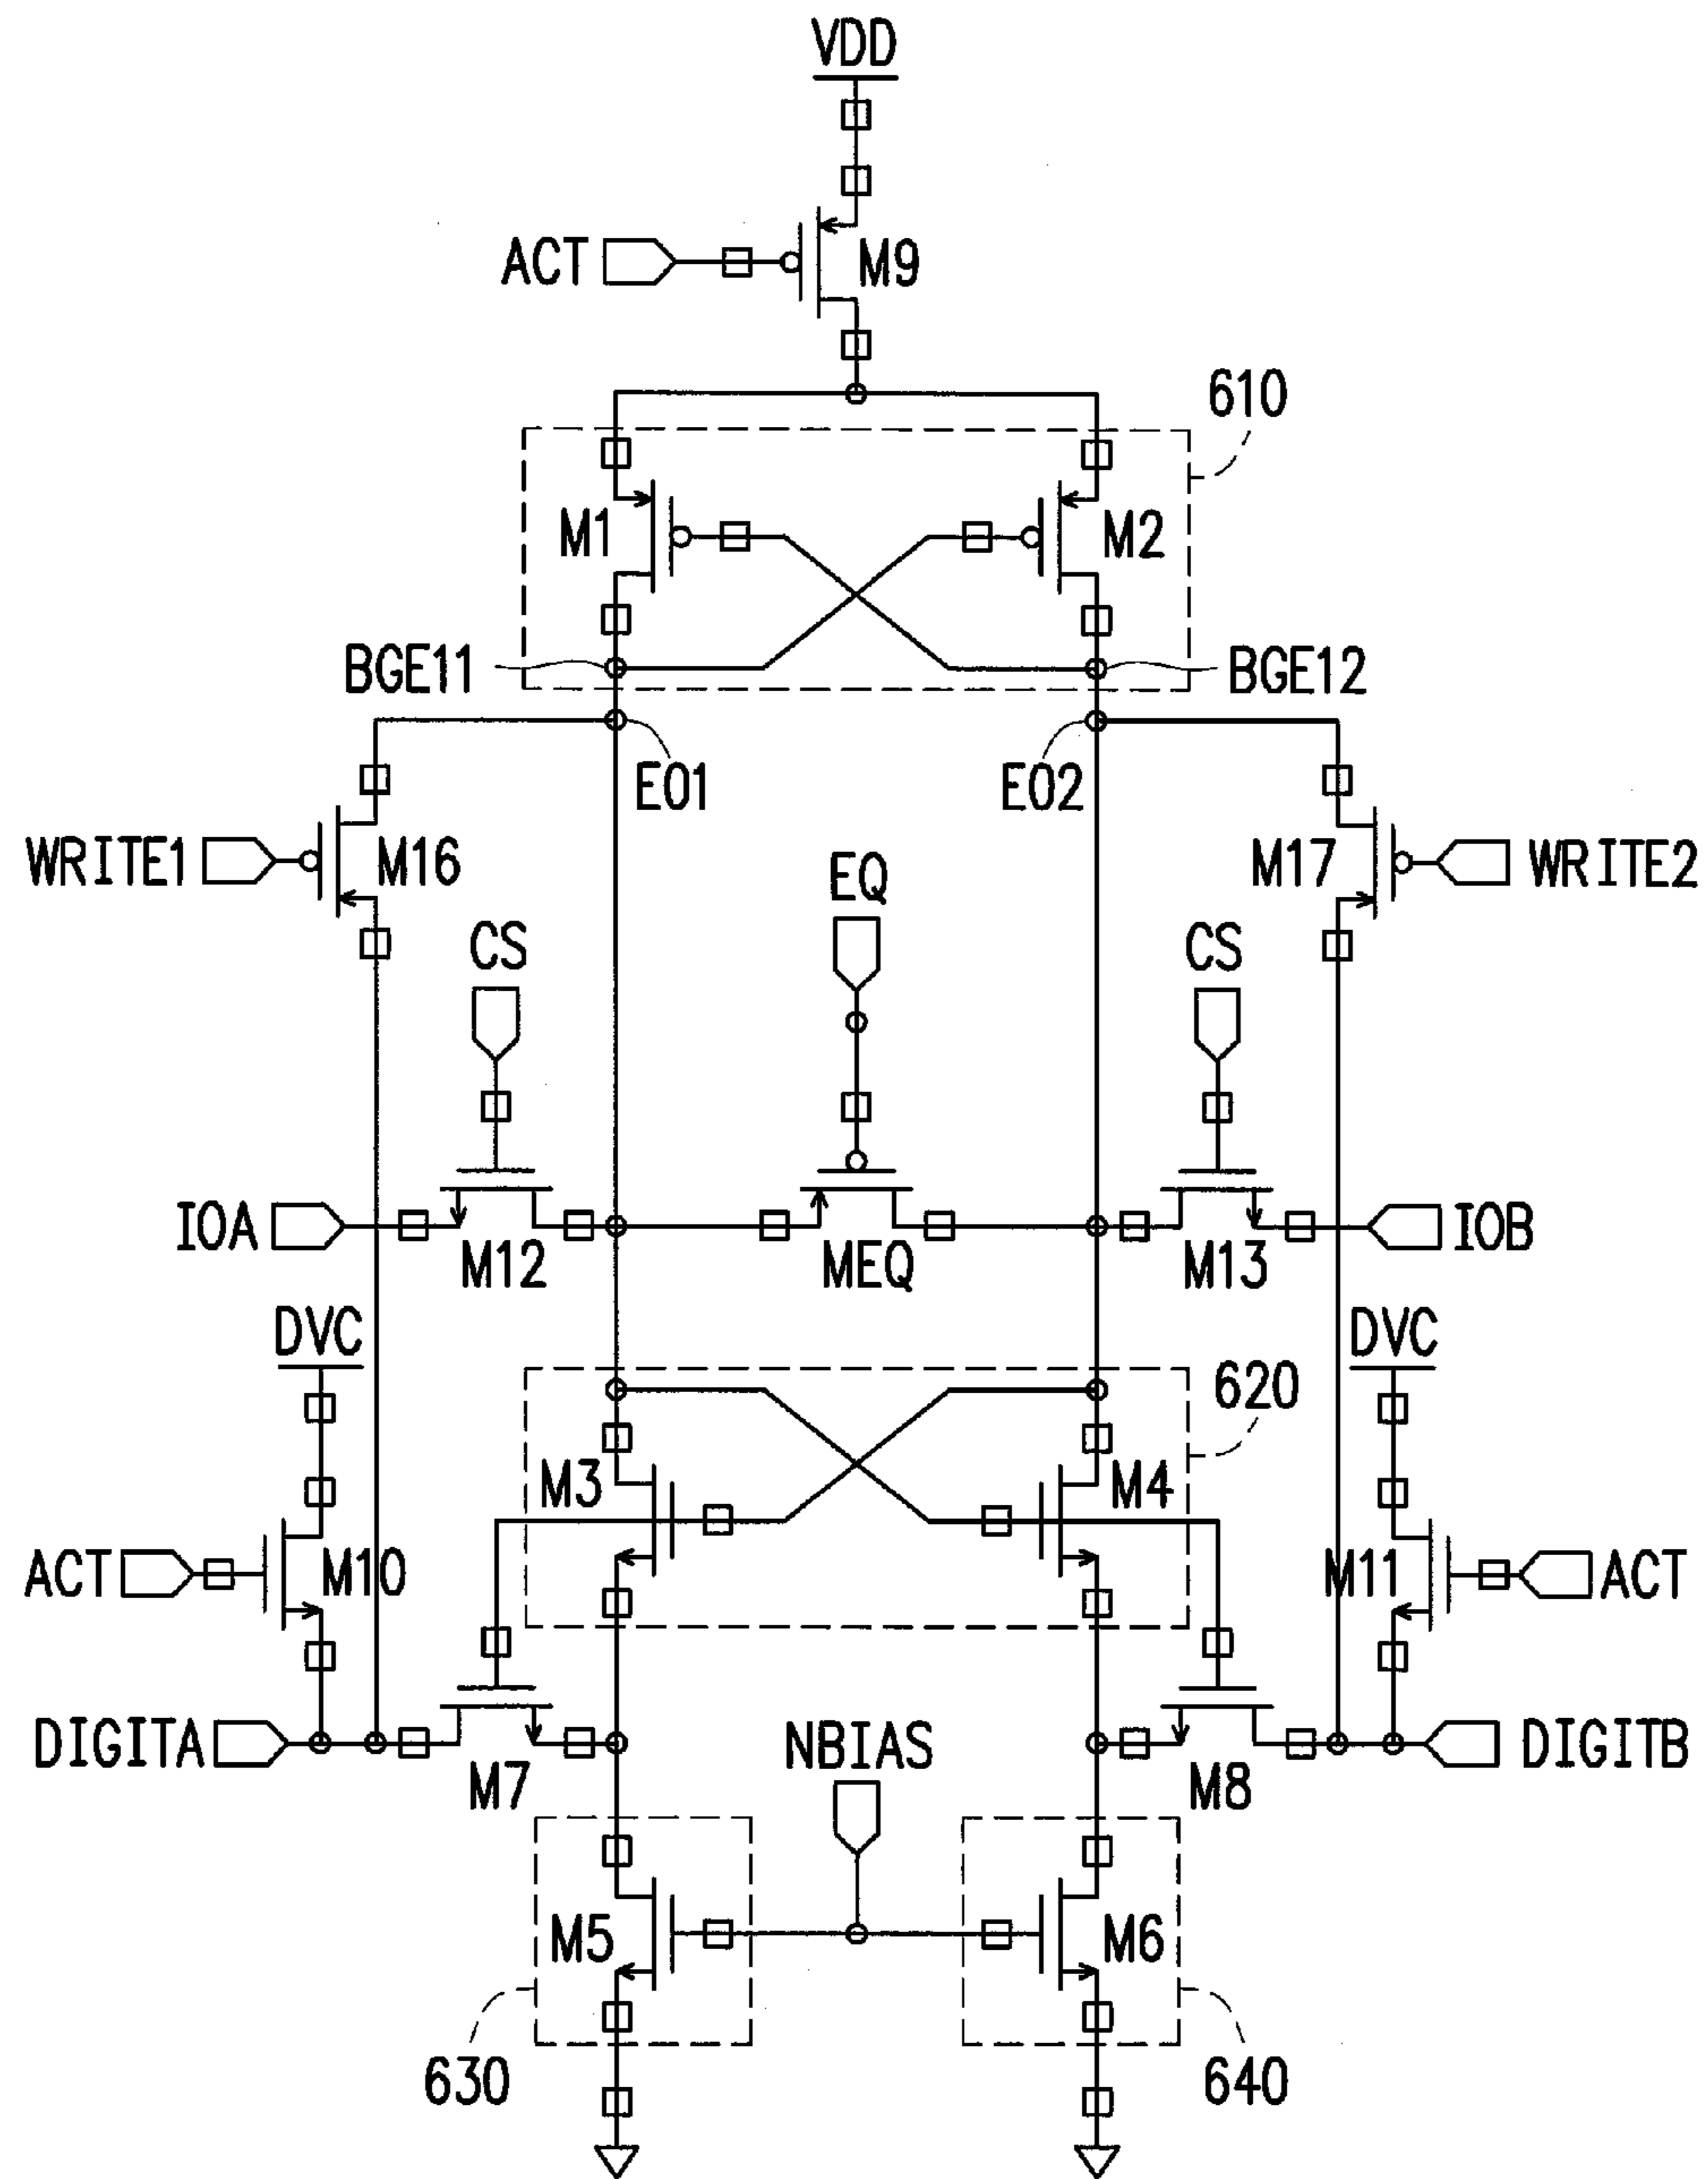 VDD
ACT
M9
610
M1
M2
BGE11
BGE12
E01
E02
WRITE1
M16
EQ
M17
WRITE2
CS
CS
IOA
M12
MEQ
M13
IOB
DVC
DVC
620
M3
M4
ACT
M10
M11
ACT
DIGITA
M7
NBIAS
M8
DIGITB
M5
M6
630
640